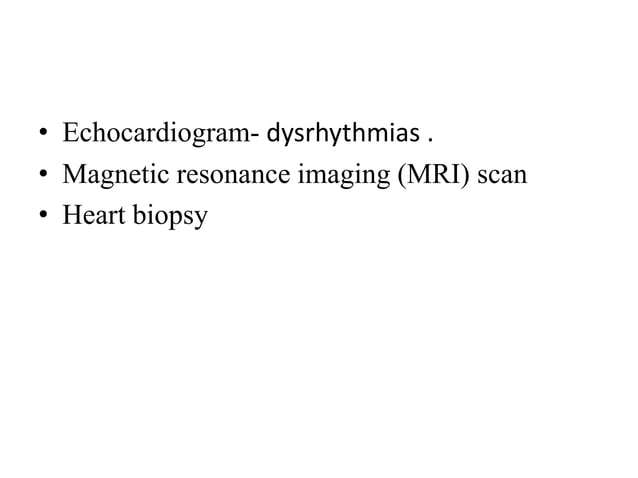 • Echocardiogram- dysrhythmias .
• Magnetic resonance imaging (MRI) scan
• Heart biopsy